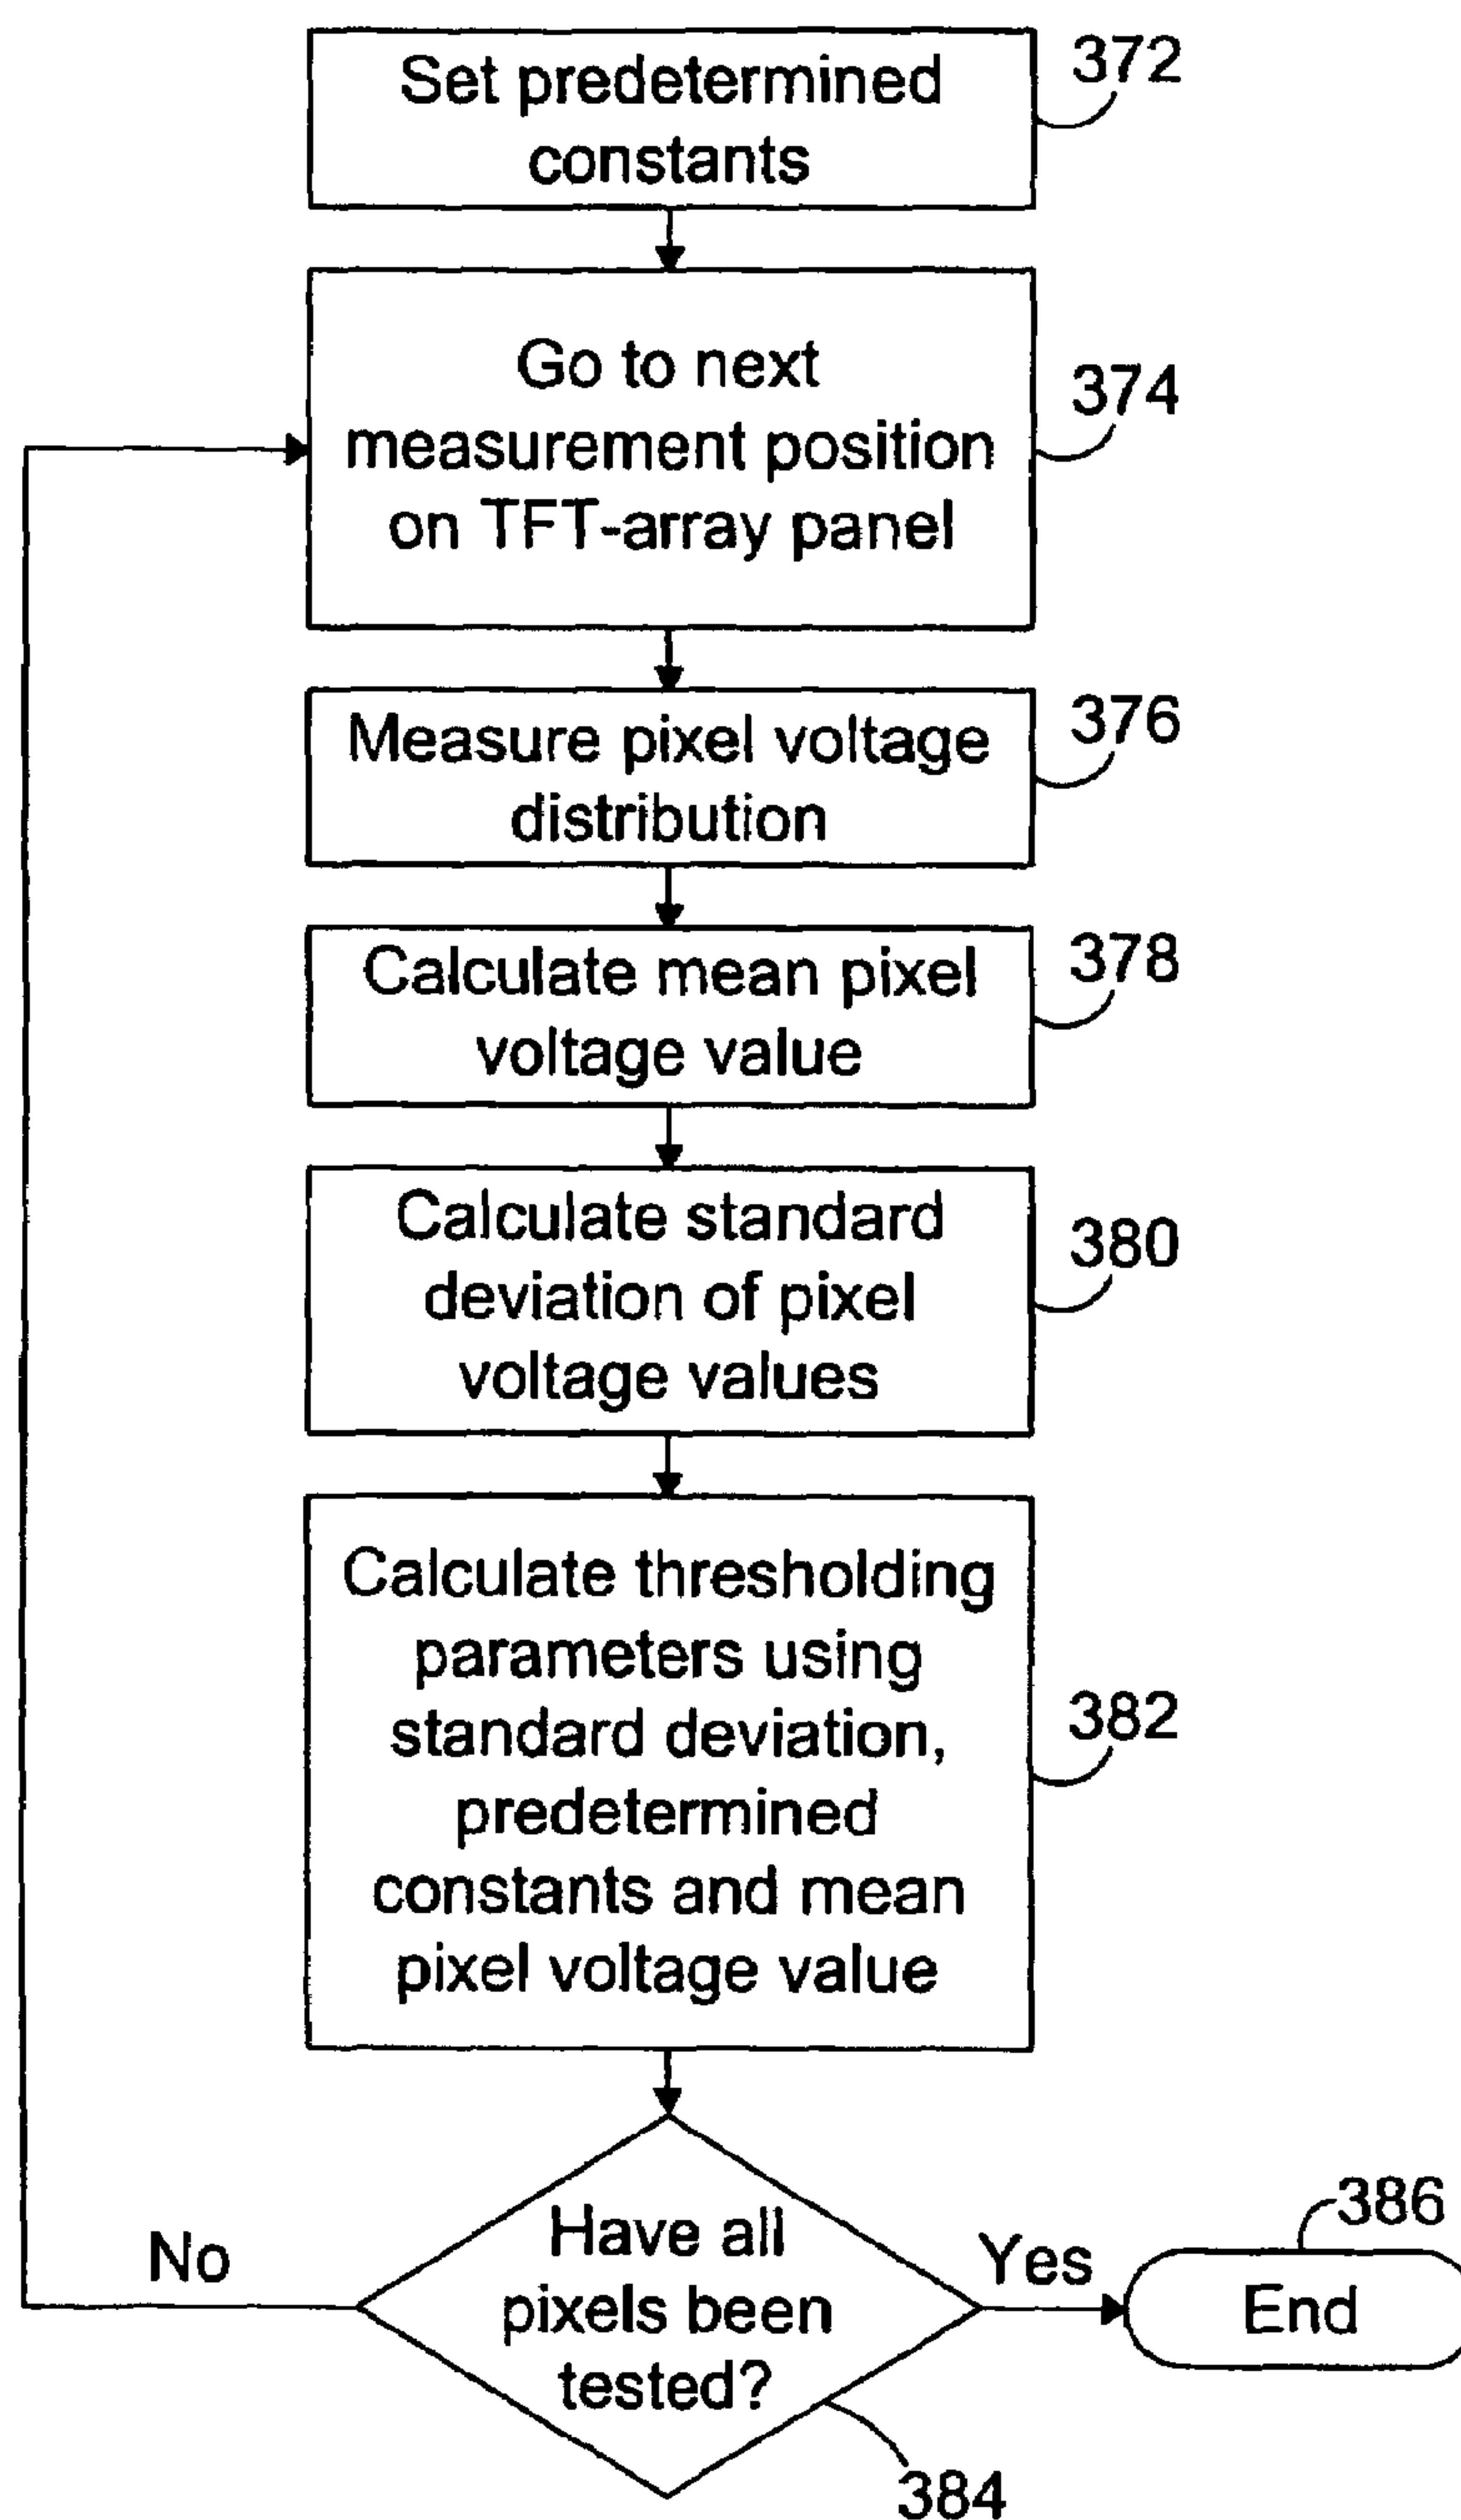 Set predetermined
constants
372
Go to next
measurement position
on TFT-array panel
374
Measure pixel voltage
distribution
376
Calculate mean pixel
voltage value
378
Calculate standard
deviation of pixel
voltage values
380
Calculate thresholding
parameters using
standard deviation,
predetermined
constants and mean
pixel voltage value
382
Have all
pixels been
tested?
384
No
Yes
End
386